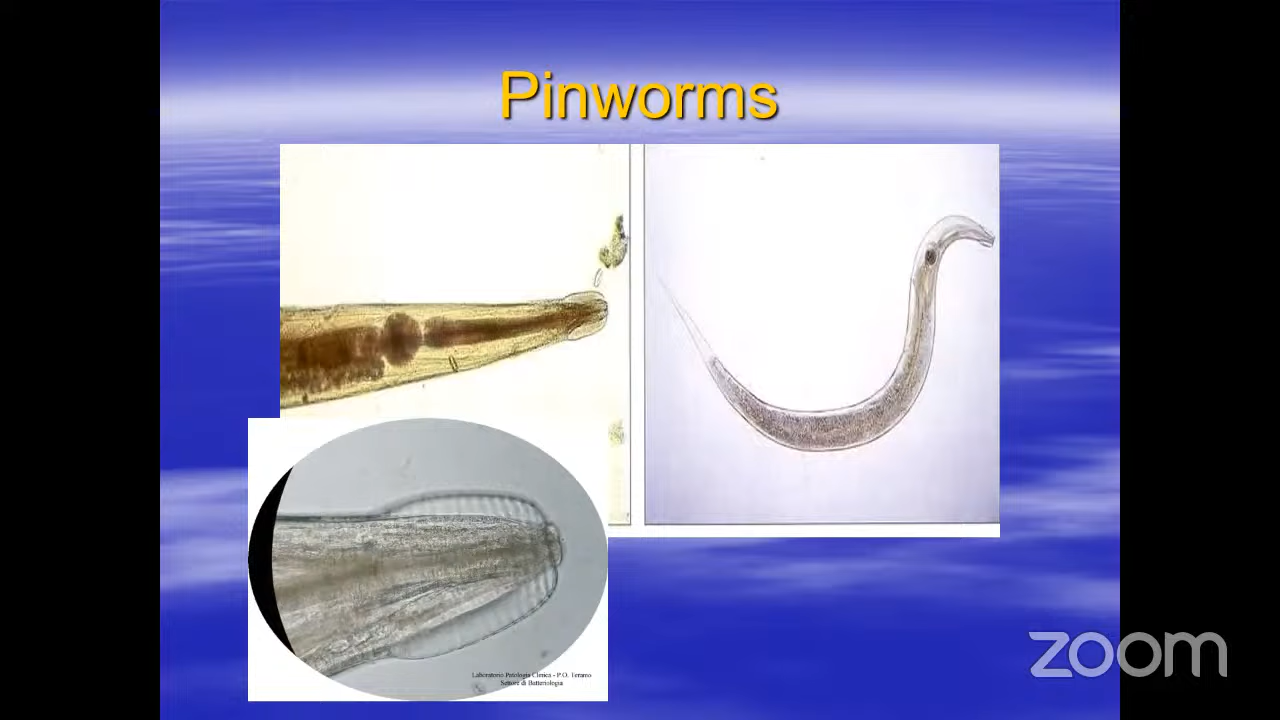 Pinworms
Laboratorio Patologia Clinica - P.O. Teramo
Settore di Batteriologia
zoom